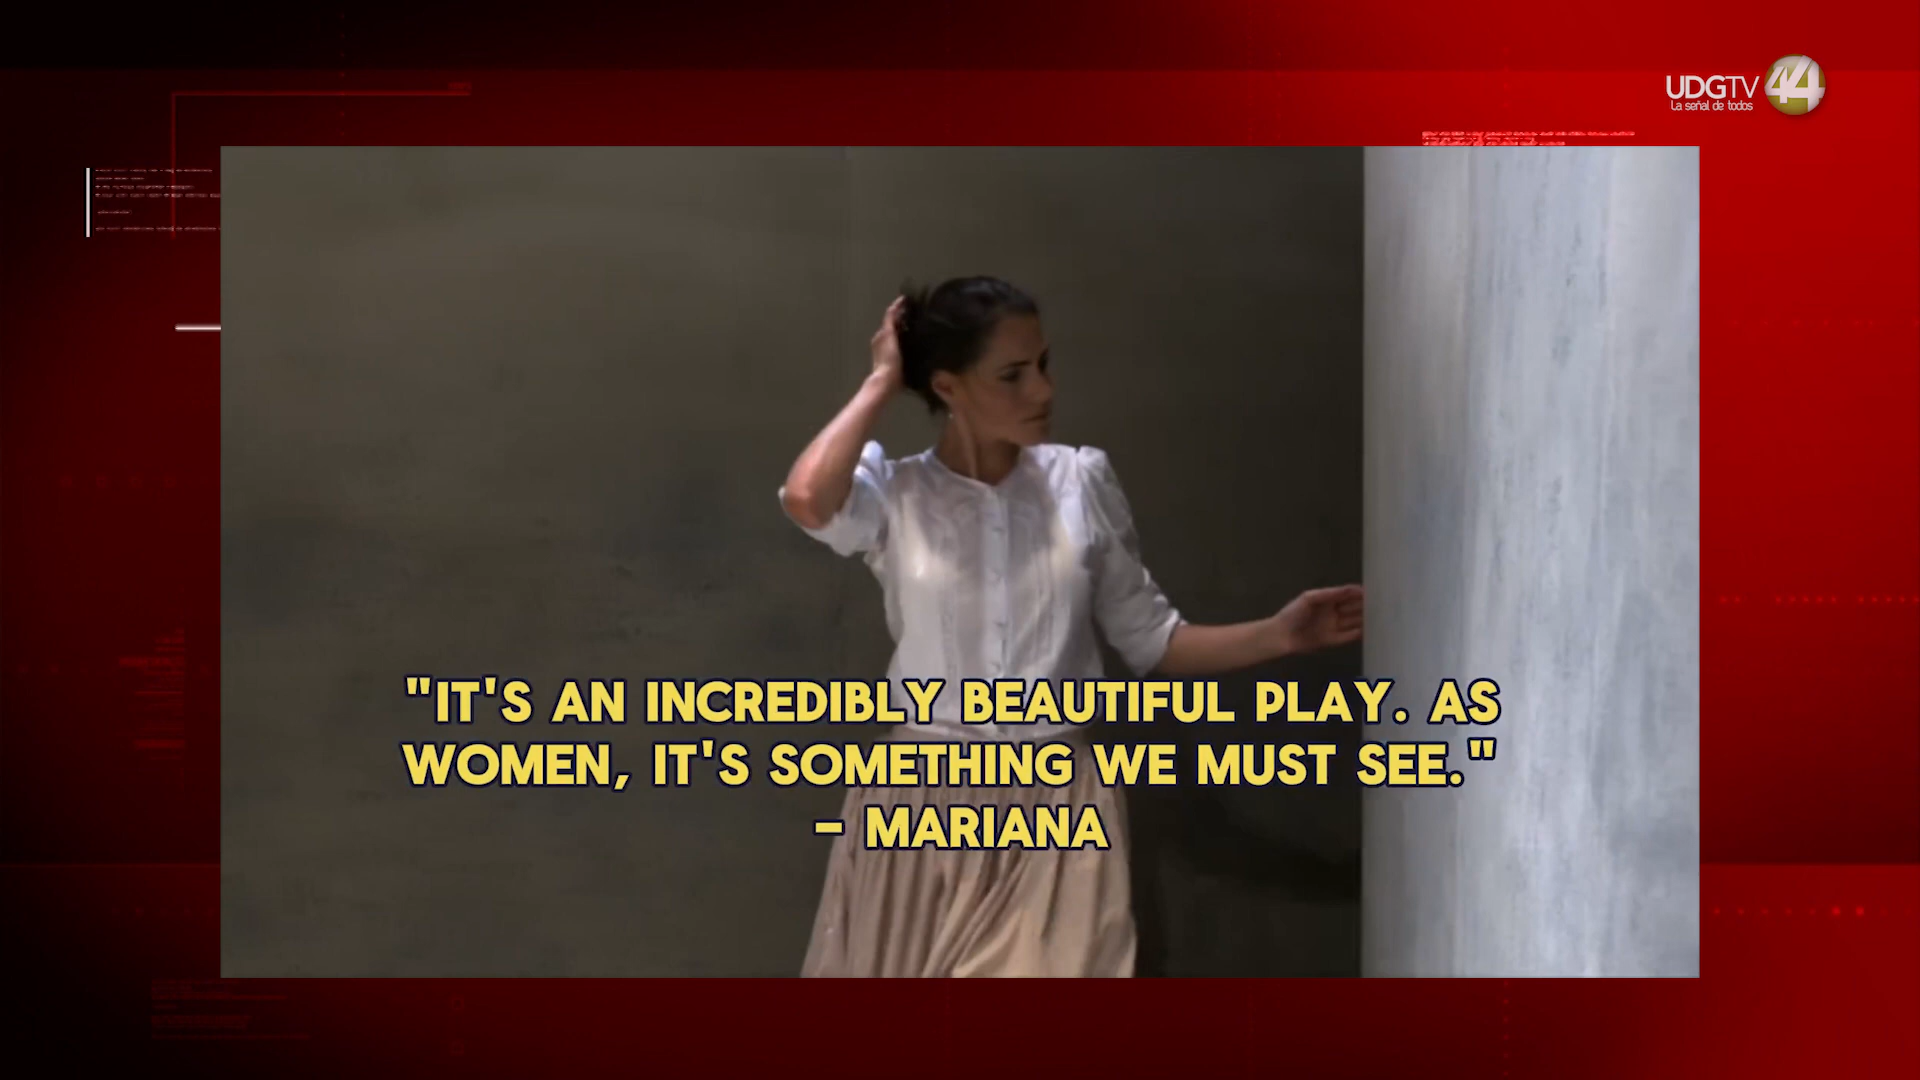 UDGTV 44
La señal de todos
"IT'S AN INCREDIBLY BEAUTIFUL PLAY. AS
WOMEN, IT'S SOMETHING WE MUST SEE."
- MARIANA